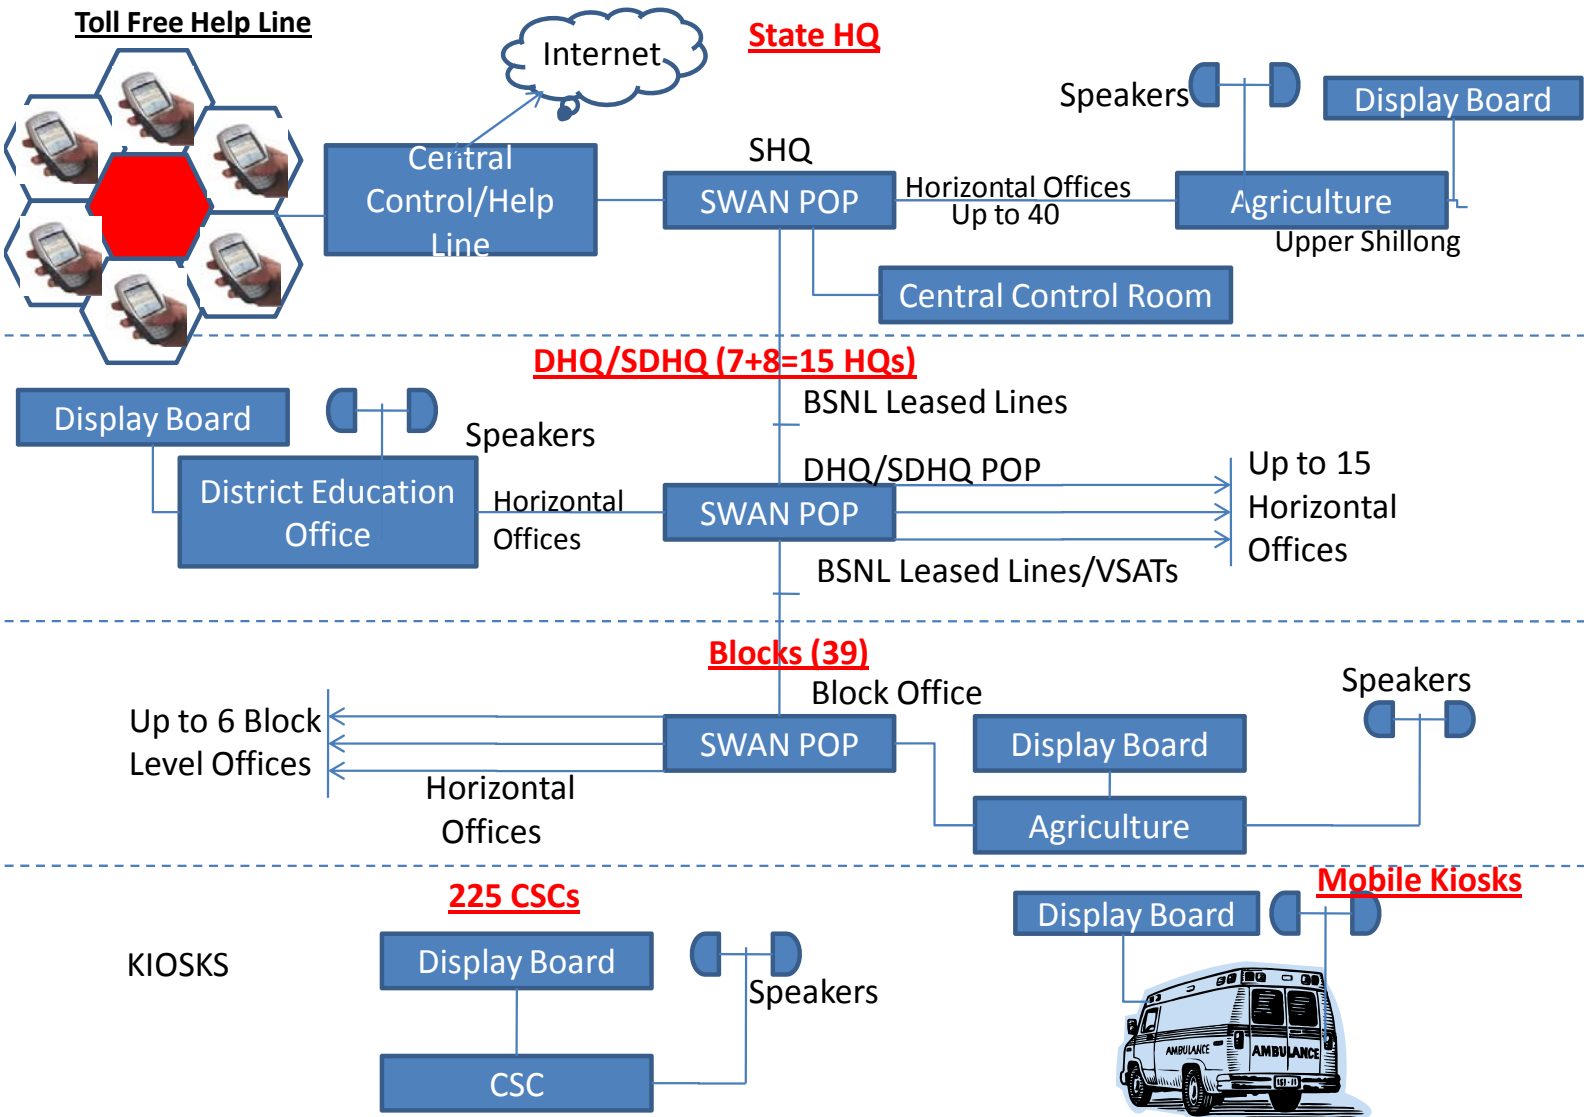 Toll Free Help Line
Internet
State HQ
Speakers
Display Board
Central
Control/Help
Line
SHQ
SWAN POP
Horizontal Offices
Up to 40
Agriculture
Upper Shillong
Central Control Room
DHQ/SDHQ (7+8=15 HQs)
BSNL Leased Lines
Display Board
Speakers
District Education
Office
Horizontal
Offices
DHQ/SDHQ POP
SWAN POP
Up to 15
Horizontal
Offices
BSNL Leased Lines/VSATs
Blocks (39)
Block Office
Speakers
Up to 6 Block
Level Offices
SWAN POP
Display Board
Horizontal
Offices
Agriculture
225 CSCs
Mobile Kiosks
KIOSKS
Display Board
Speakers
CSC
Display Board
AMBULANCE
AMBULANCE